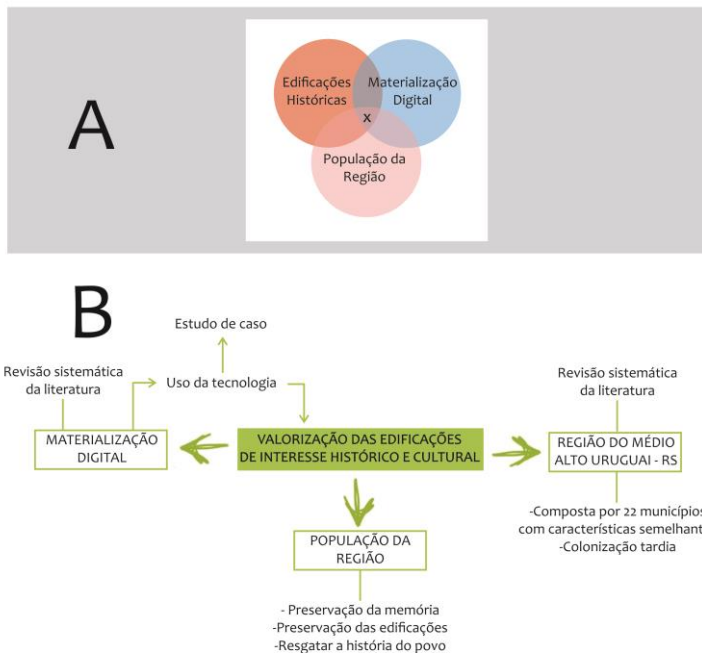 A
Edificações
Históricas
Materialização
Digital
x
População da
Região
B
Estudo de caso
Revisão sistemática
da literatura
Uso da tecnologia
Revisão sistemática
da literatura
MATERIALIZAÇÃO
DIGITAL
VALORIZAÇÃO DAS EDIFICAÇÕES
DE INTERESSE HISTÓRICO E CULTURAL
REGIÃO DO MÉDIO
ALTO URUGUAI - RS
-Composta por 22 municípios
com características semelhant
-Colonização tardia
POPULAÇÃO DA
REGIÃO
- Preservação da memória
-Preservação das edificações
-Resgatar a história do povo